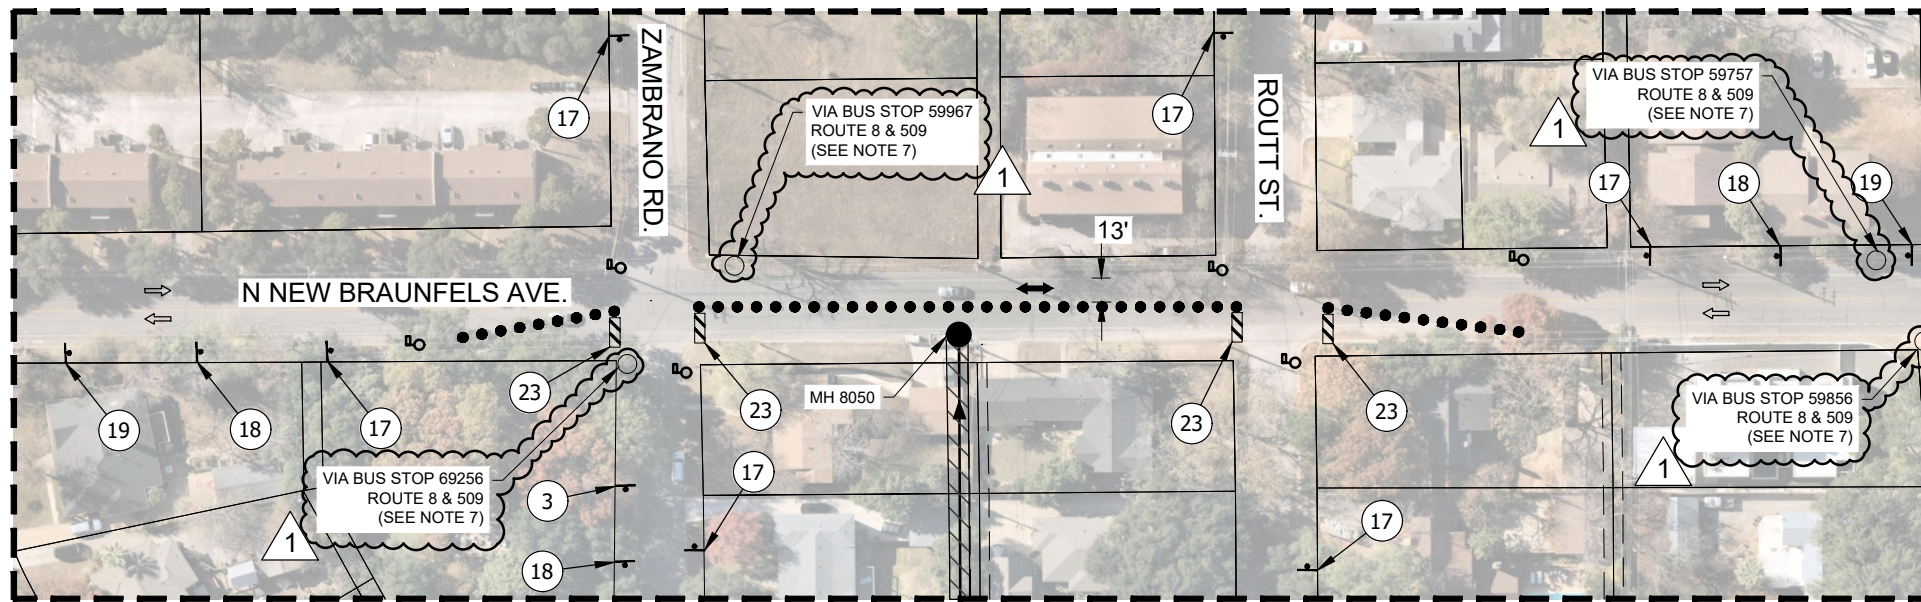 ZAMBRANO RD.
17
VIA BUS STOP 59967
ROUTE 8 & 509
(SEE NOTE 7)
1
17
ROUTT ST.
VIA BUS STOP 59757
ROUTE 8 & 509
(SEE NOTE 7)
1
17
18
19
13'
N NEW BRAUNFELS AVE.
19
18
17
23
MH 8050
23
23
23
VIA BUS STOP 69256
ROUTE 8 & 509
(SEE NOTE 7)
1
3
18
17
17
VIA BUS STOP 59856
ROUTE 8 & 509
(SEE NOTE 7)
1